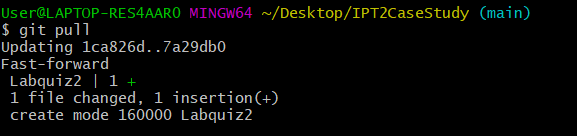 User@LAPTOP-RES4AAR0 MINGW64 ~/Desktop/IPT2CaseStudy (main)
$ git pull
Updating 1ca826d..7a29db0
Fast-forward
 Labquiz2 | 1 +
 1 file changed, 1 insertion(+)
 create mode 160000 Labquiz2